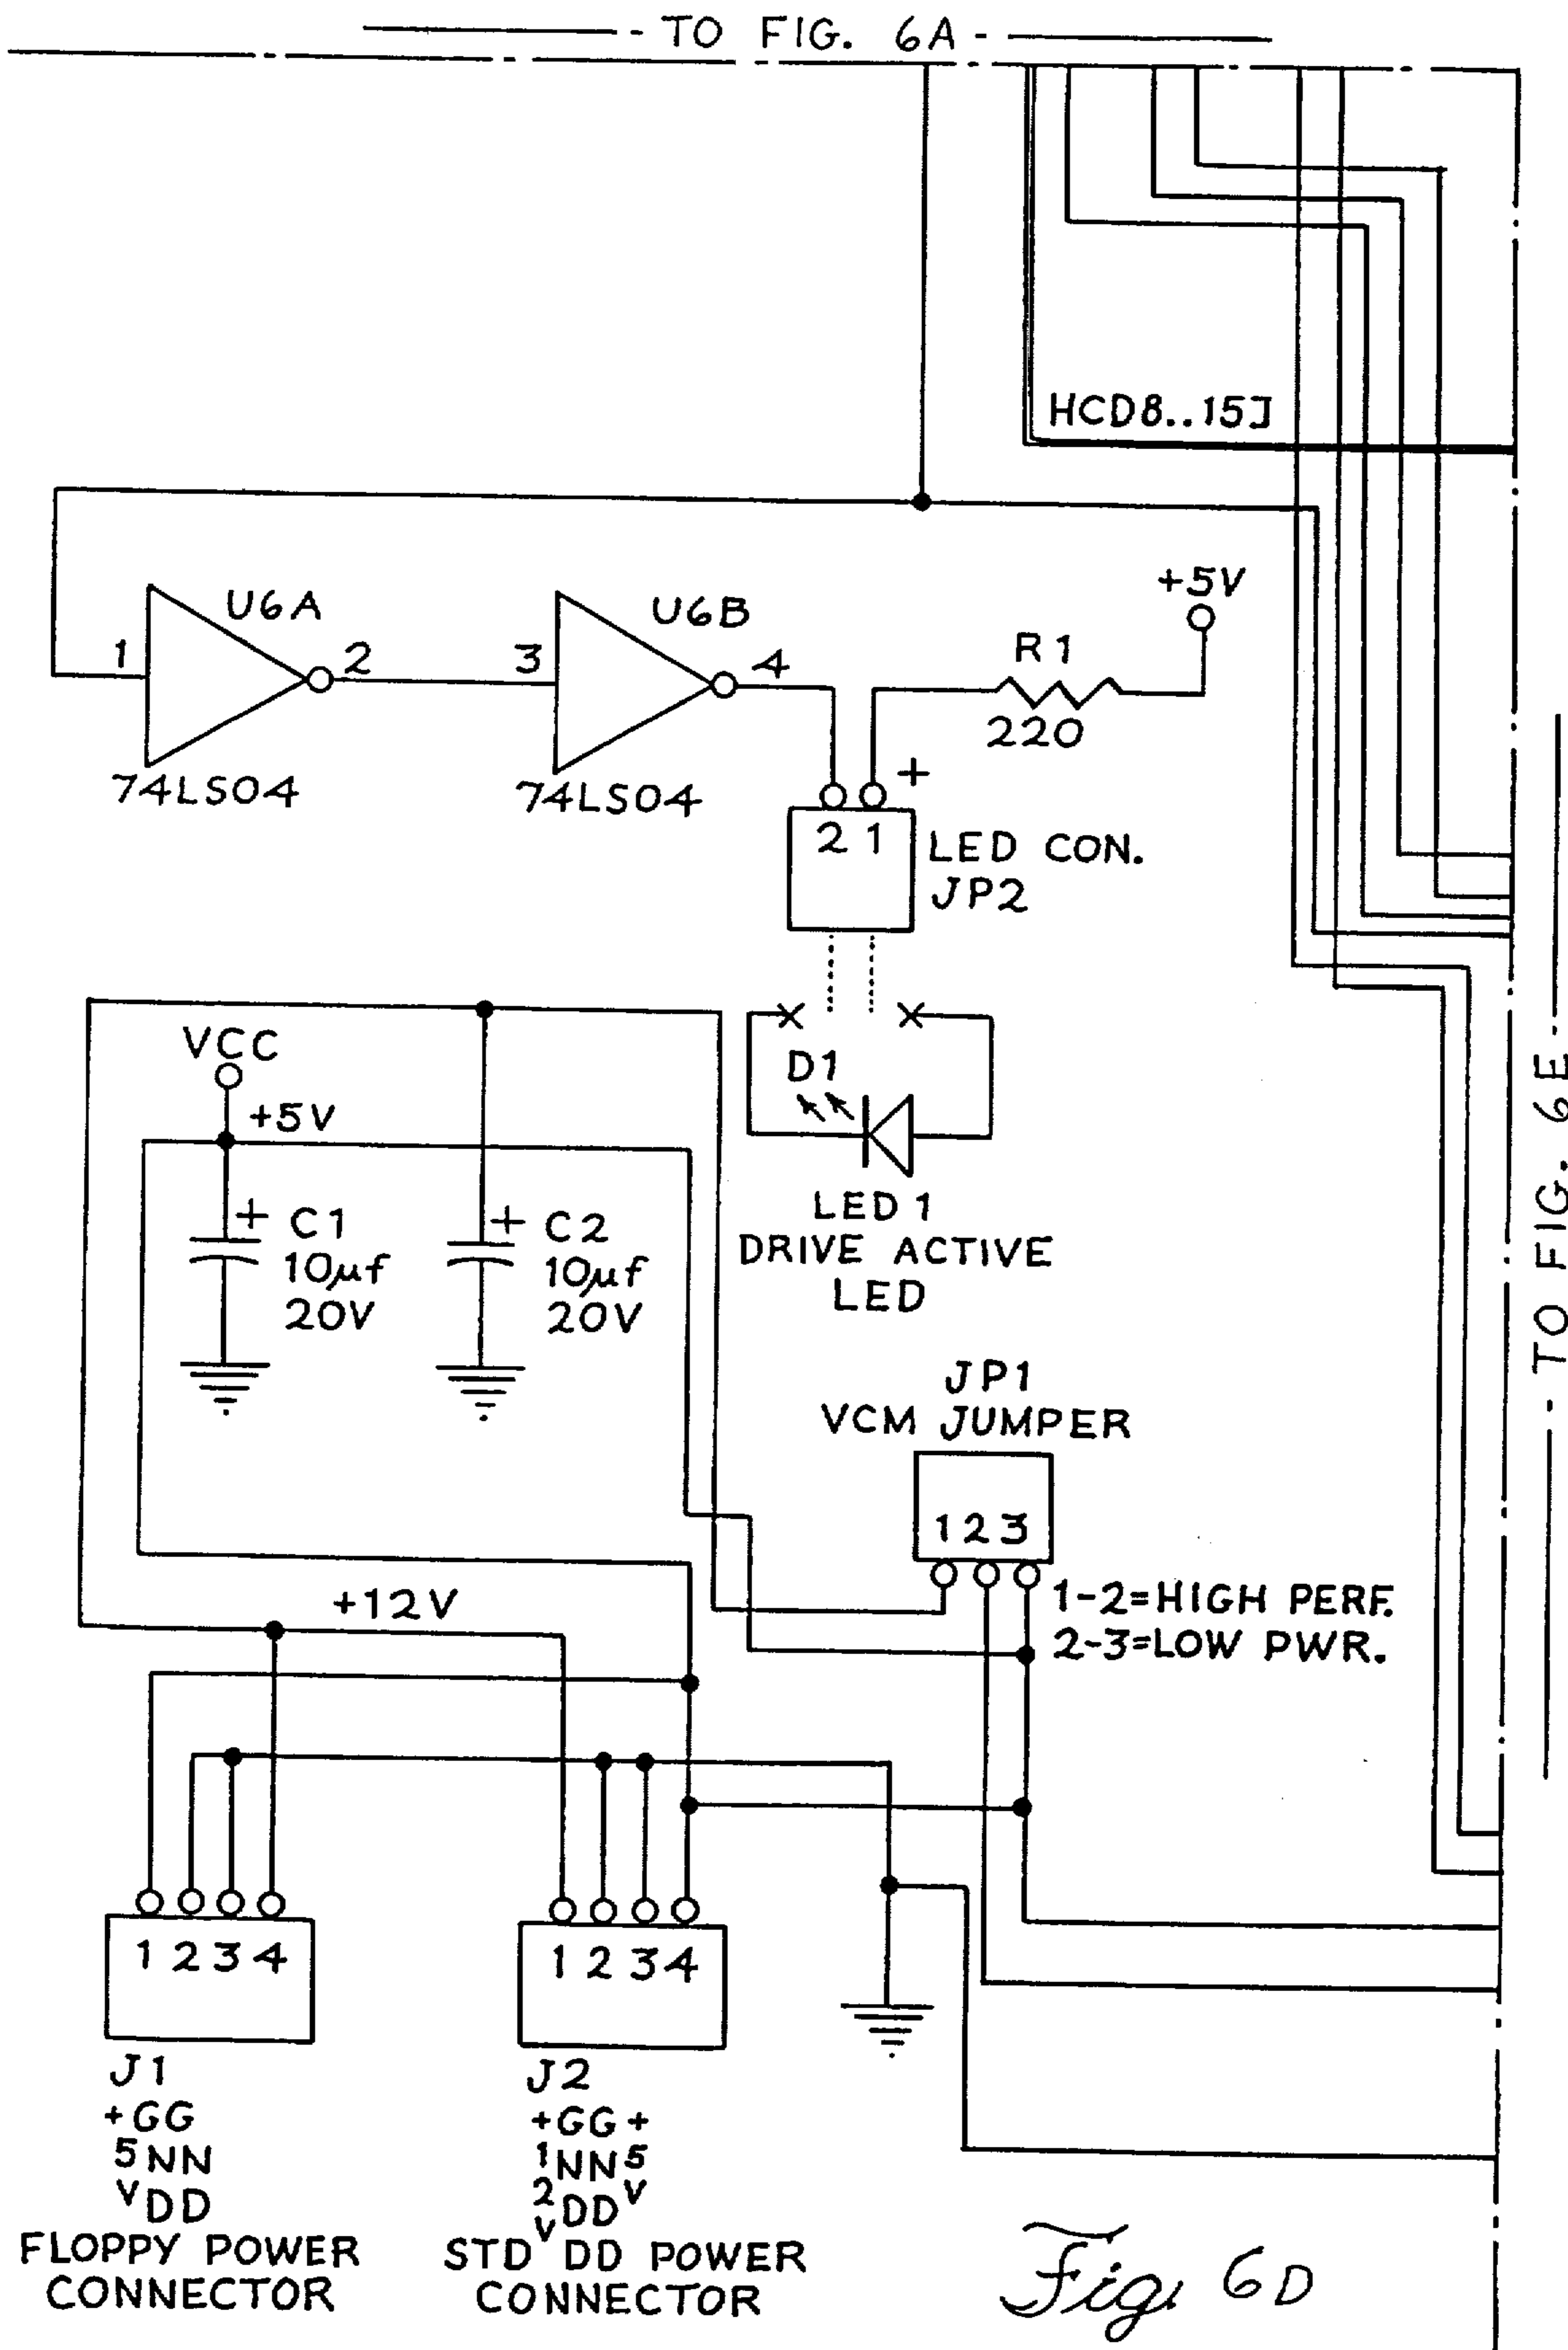 TO FIG. 6A
HCD8..15]
+5V
U6A
U6B
R1
1
2
3
4
220
74LS04
74LS04
+
2 1
LED CON.
JP2
VCC
+5V
D1
+
C1
10µf
20V
+
C2
10µf
20V
LED 1
DRIVE ACTIVE
LED
JP1
VCM JUMPER
1 2 3
1-2=HIGH PERF.
2-3=LOW PWR.
+12V
1 2 3 4
1 2 3 4
J1
+GG
5NN
VDD
FLOPPY POWER
CONNECTOR
J2
+GG+
1NN5
2DDV
V
STD DD POWER
CONNECTOR
TO FIG. 6E
Fig. 6D